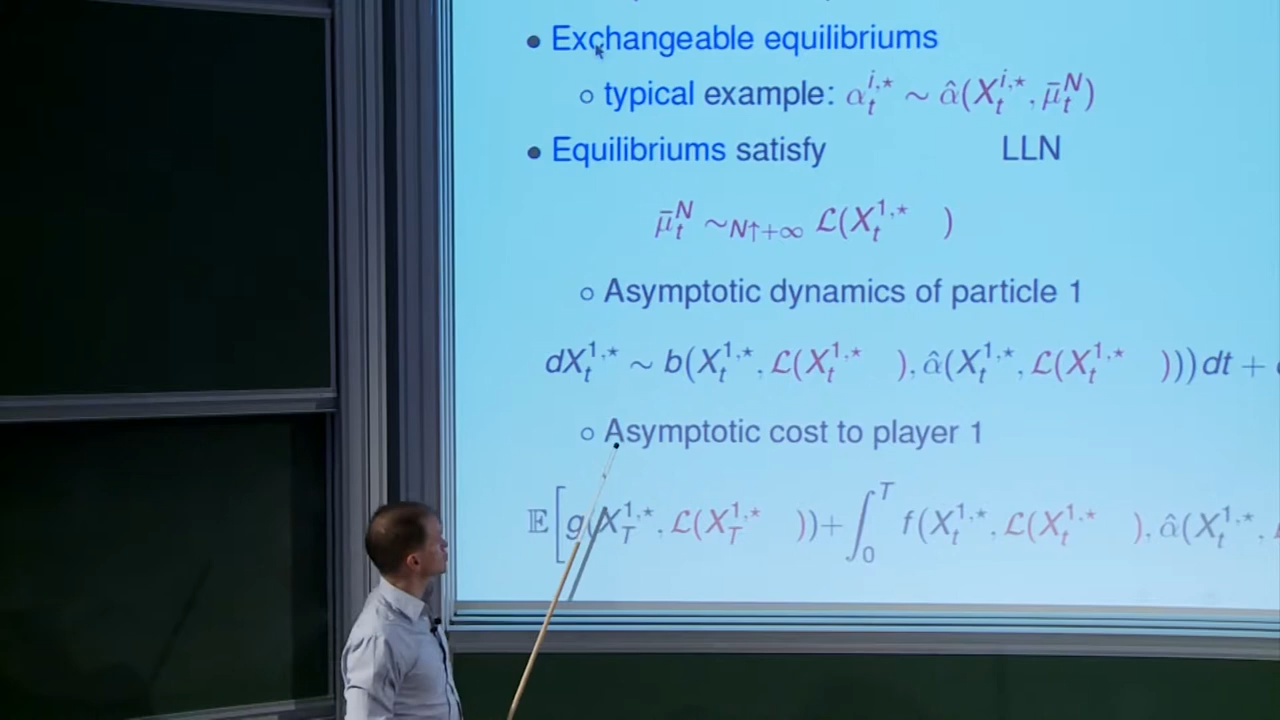 • Exchangeable equilibriums
◦ typical example: α_t^{i,⋆} ∼ α̂(X_t^{i,⋆}, μ̄_t^N)
• Equilibriums satisfy LLN
μ̄_t^N ∼_{N↑+∞} ℒ(X_t^{1,⋆} )
◦ Asymptotic dynamics of particle 1
dX_t^{1,⋆} ∼ b(X_t^{1,⋆}, ℒ(X_t^{1,⋆} ), α̂(X_t^{1,⋆}, ℒ(X_t^{1,⋆} )))dt +
◦ Asymptotic cost to player 1
𝔼[g(X_T^{1,⋆}, ℒ(X_T^{1,⋆} ))+∫_0^T f(X_t^{1,⋆}, ℒ(X_t^{1,⋆} ), α̂(X_t^{1,⋆},